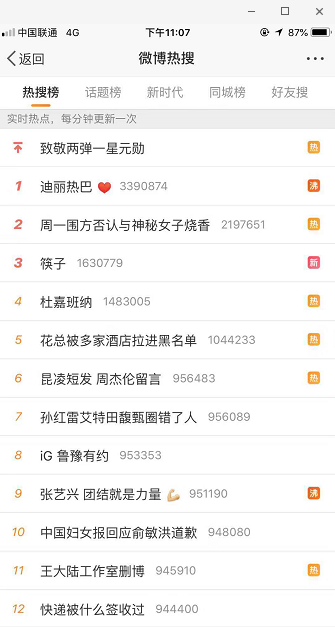 中国联通 4G 下午11:07 87%
返回 微博热搜
热搜榜 话题榜 新时代 同城榜 好友搜
实时热点，每分钟更新一次
致敬两弹一星元勋 热
1 迪丽热巴 ❤️ 3390874 沸
2 周一围方否认与神秘女子烧香 2197651 热
3 筷子 1630779 新
4 杜嘉班纳 1483005 热
5 花总被多家酒店拉进黑名单 1044233 热
6 昆凌短发 周杰伦留言 956483 热
7 孙红雷艾特田馥甄圈错了人 956089
8 iG 鲁豫有约 953353
9 张艺兴 团结就是力量 💪🏼 951190 沸
10 中国妇女报回应俞敏洪道歉 948080
11 王大陆工作室删博 945910 热
12 快递被什么签收过 944400